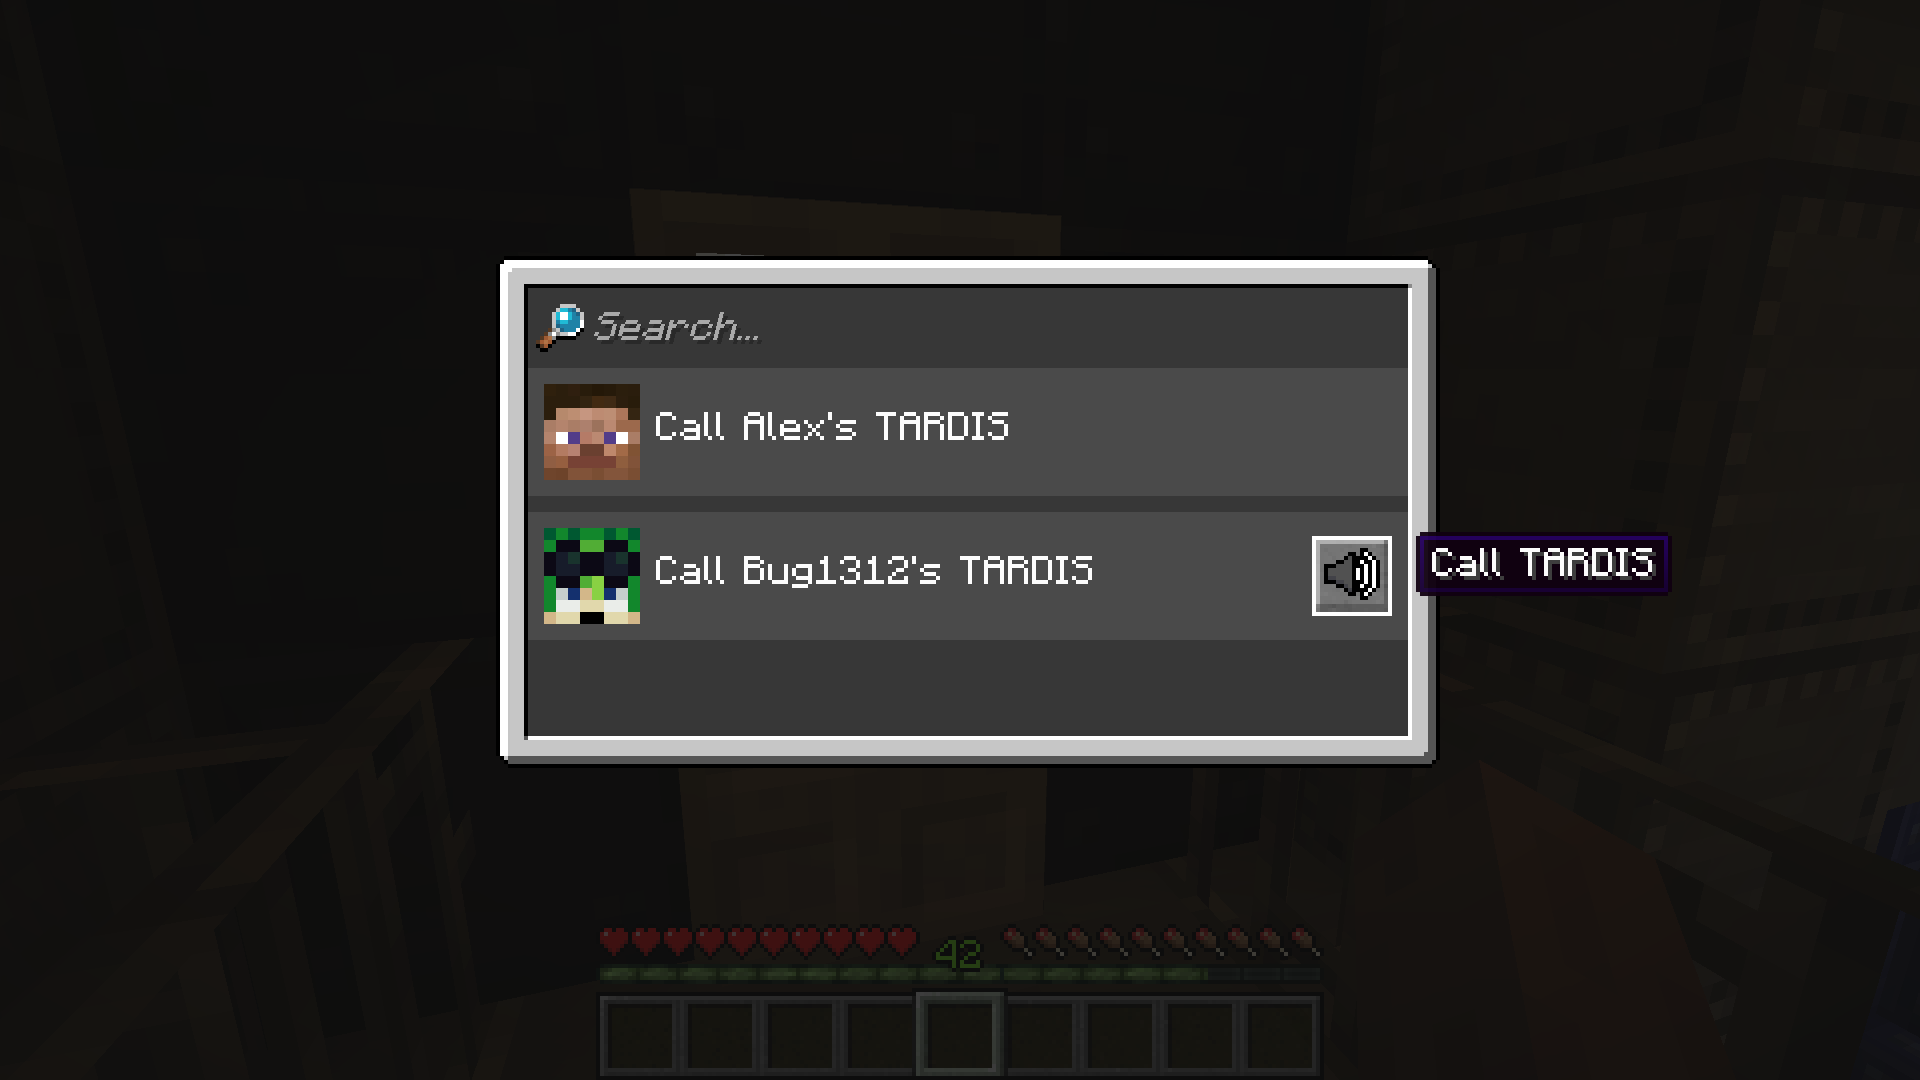 Search...
Call Alex's TARDIS
Call Bug1312's TARDIS
Call TARDIS
42